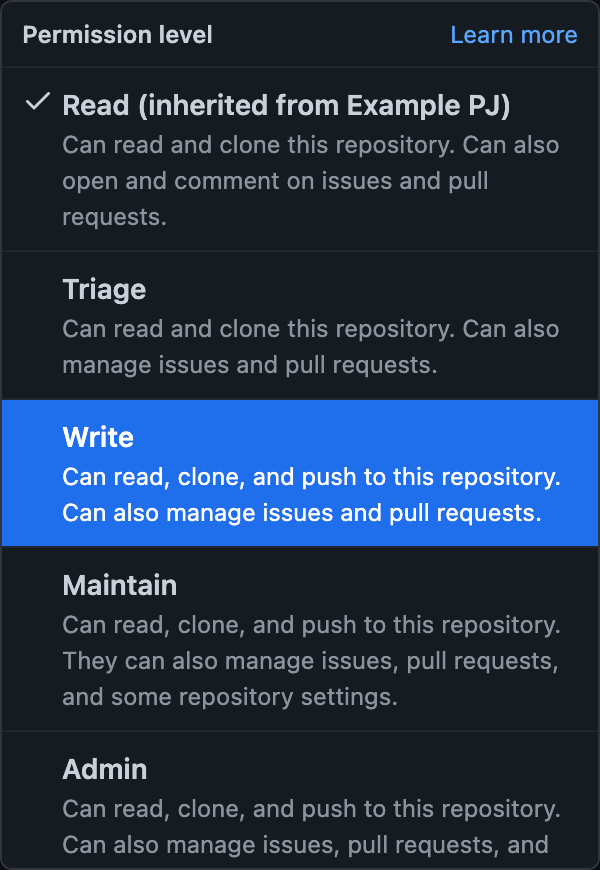 Permission level
Learn more
Read (inherited from Example PJ)
Can read and clone this repository. Can also
open and comment on issues and pull
requests.
Triage
Can read and clone this repository. Can also
manage issues and pull requests.
Write
Can read, clone, and push to this repository.
Can also manage issues and pull requests.
Maintain
Can read, clone, and push to this repository.
They can also manage issues, pull requests,
and some repository settings.
Admin
Can read, clone, and push to this repository.
Can also manage issues, pull requests, and